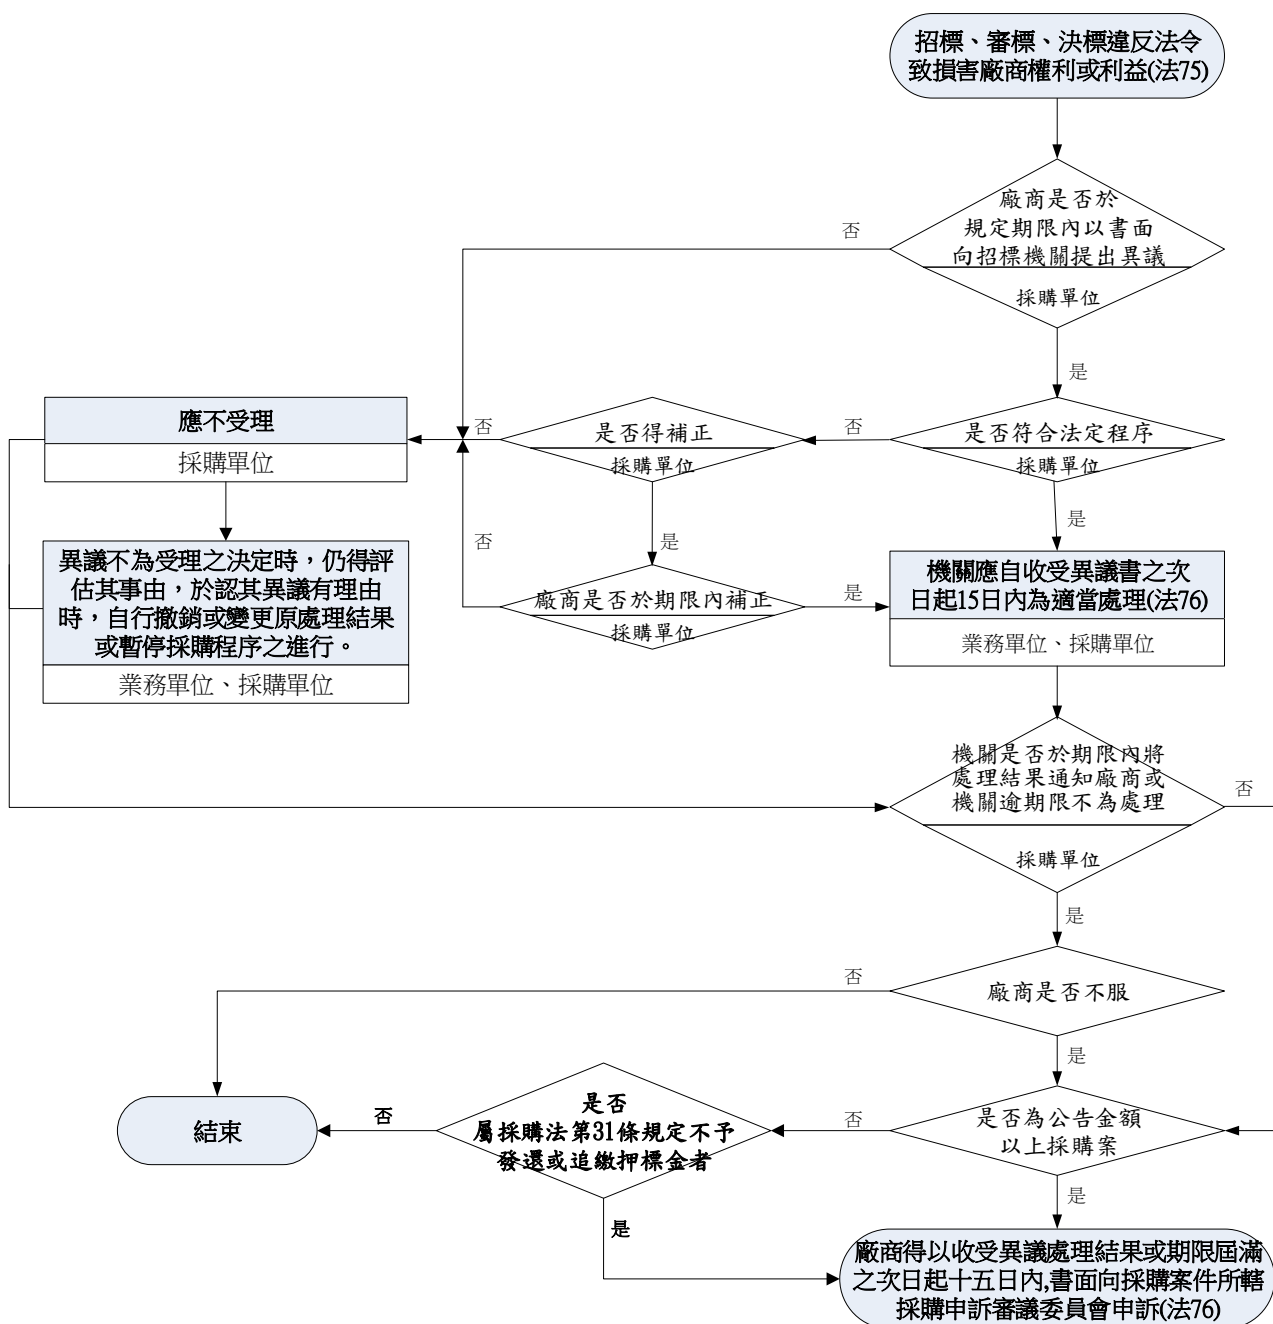 招標、審標、決標違反法令
致損害廠商權利或利益(法75)
廠商是否於
規定期限內以書面
向招標機關提出異議
採購單位
否
是
應不受理
採購單位
否
是否得補正
採購單位
否
是否符合法定程序
採購單位
是
是
否
異議不為受理之決定時，仍得評
估其事由，於認其異議有理由
時，自行撤銷或變更原處理結果
或暫停採購程序之進行。
業務單位、採購單位
廠商是否於期限內補正
採購單位
是
機關應自收受異議書之次
日起15日內為適當處理(法76)
業務單位、採購單位
機關是否於期限內將
處理結果通知廠商或
機關逾期限不為處理
採購單位
否
是
否
廠商是否不服
是
結束
否
是否
屬採購法第31條規定不予
發還或追繳押標金者
否
是否為公告金額
以上採購案
是
是
廠商得以收受異議處理結果或期限屆滿
之次日起十五日內,書面向採購案件所轄
採購申訴審議委員會申訴(法76)